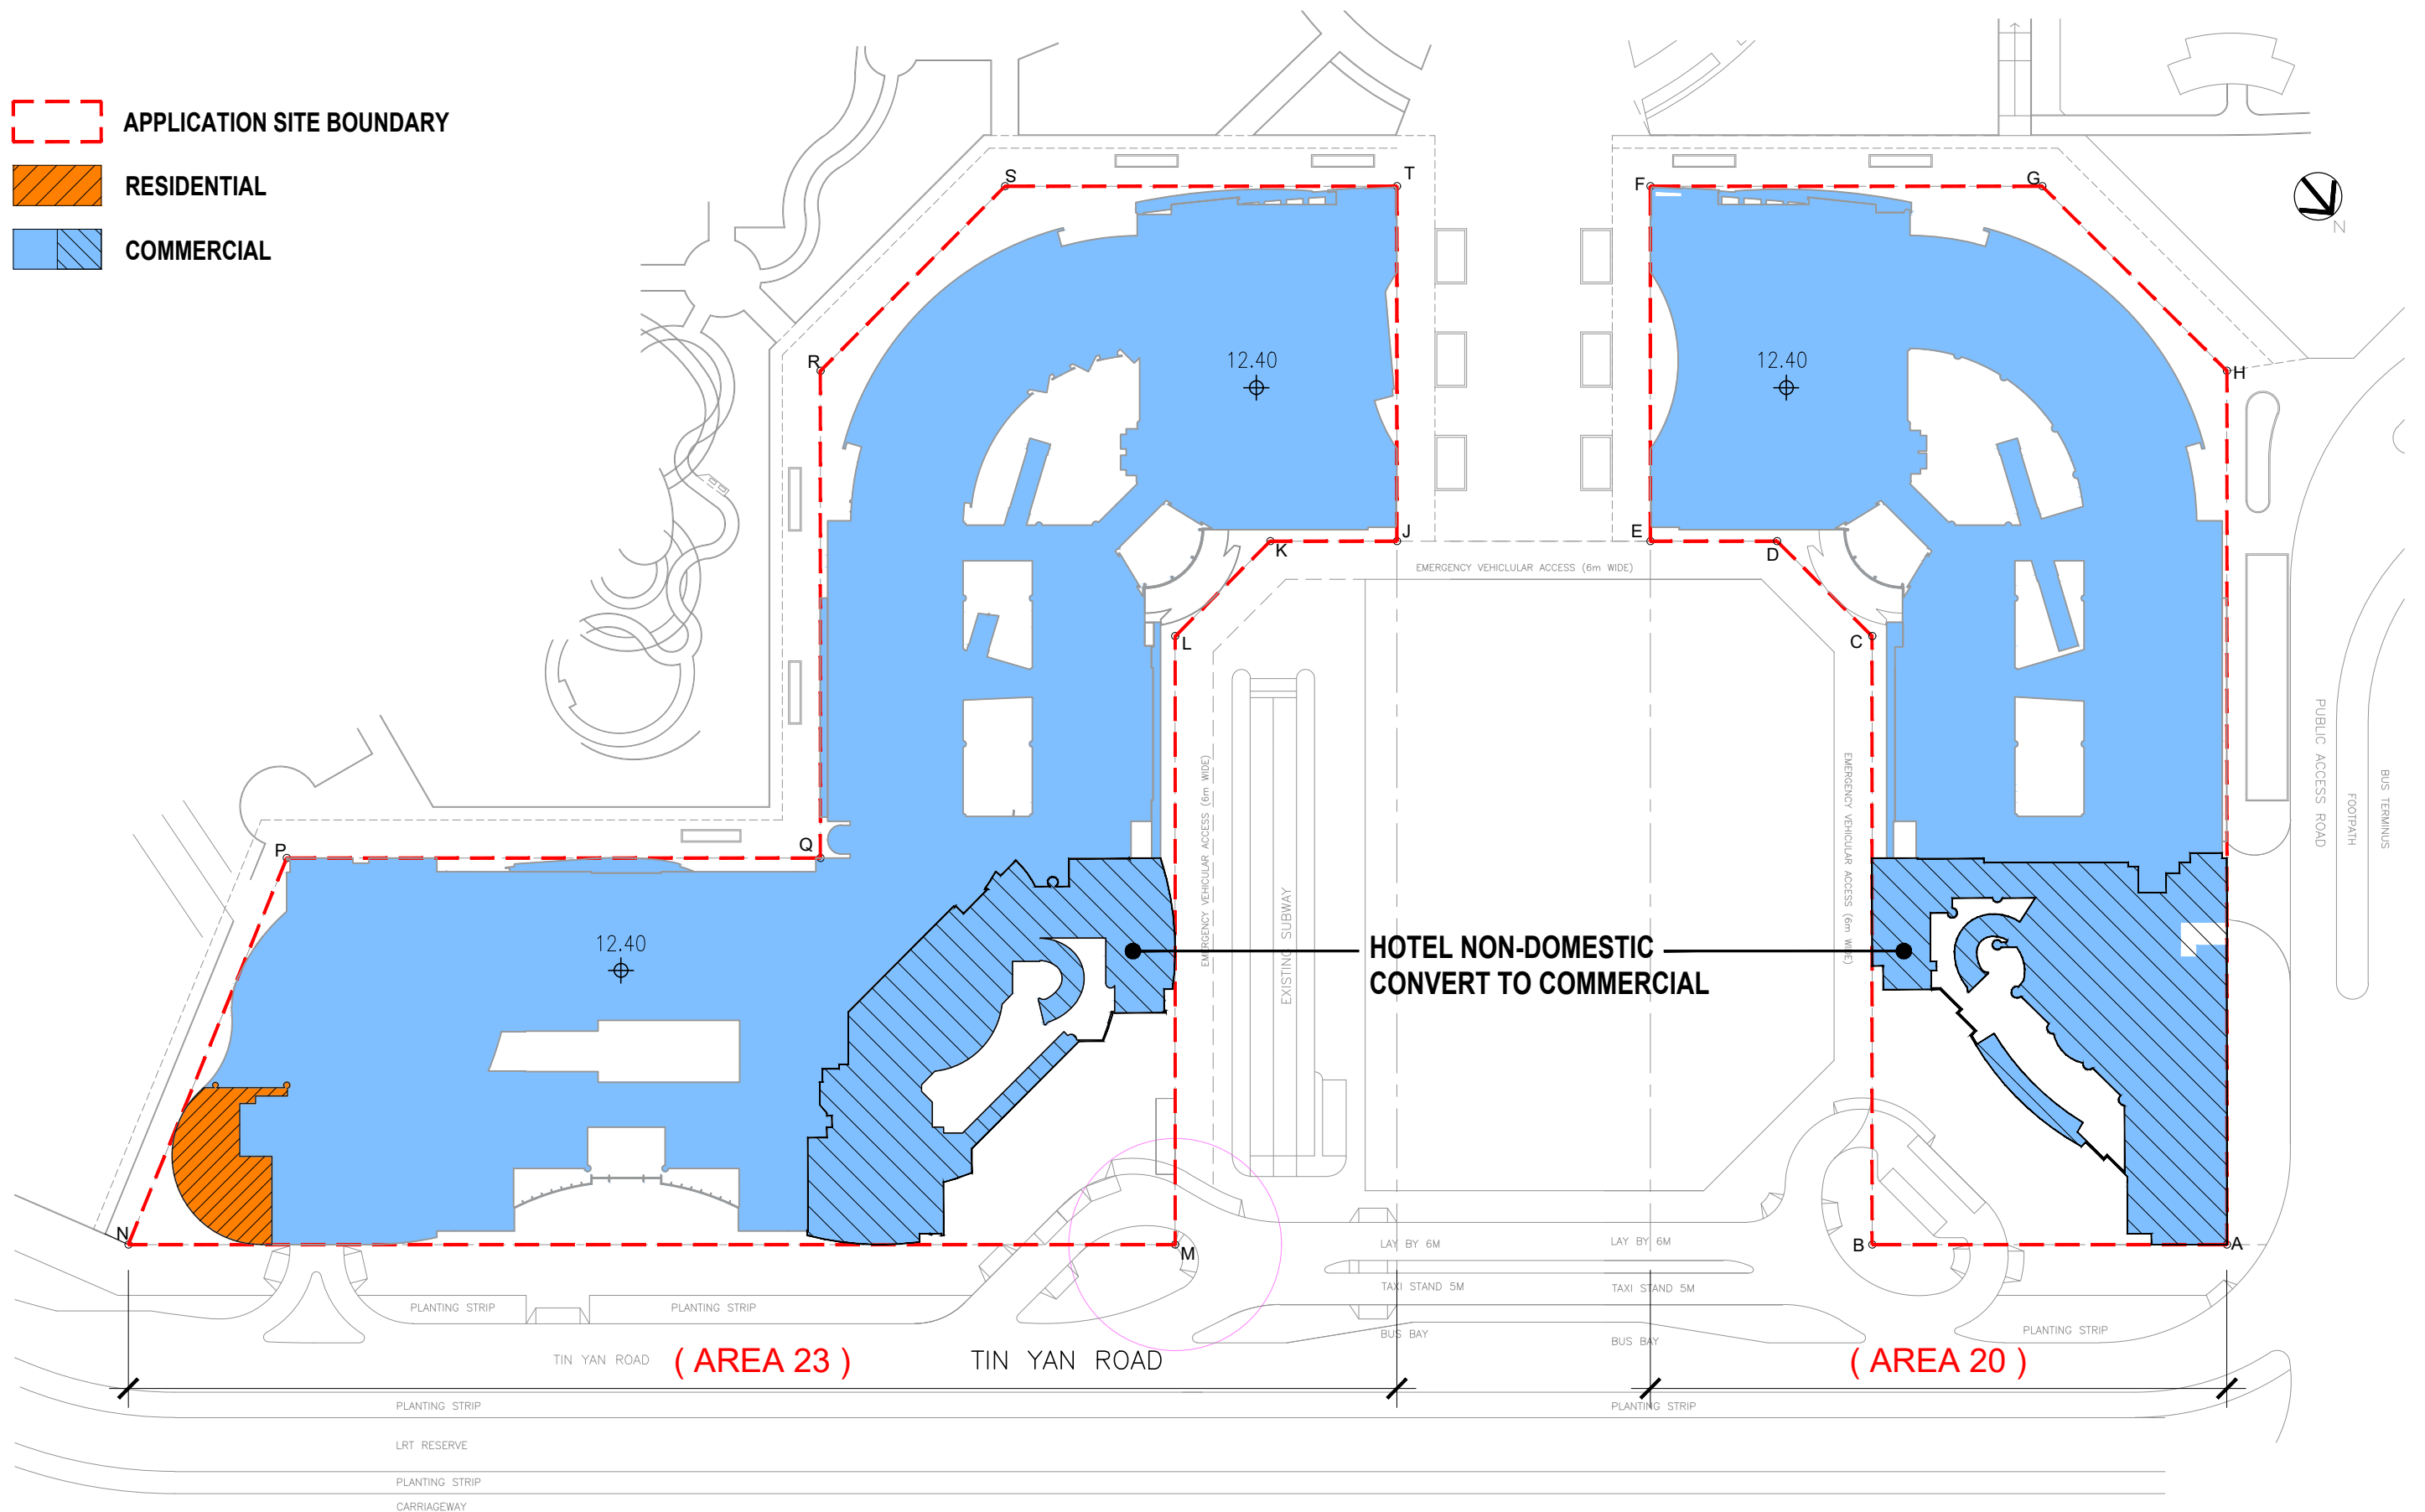 APPLICATION SITE BOUNDARY
RESIDENTIAL
COMMERCIAL
S
T
F
G
N
R
H
12.40
12.40
K
J
E
D
EMERGENCY VEHICLULAR ACCESS (6m WIDE)
L
C
PUBLIC ACCESS ROAD
FOOTPATH
BUS TERMINUS
EMERGENCY VEHICULAR ACCESS (6m WIDE)
EMERGENCY VEHICULAR ACCESS (6m WIDE)
EXISTING SUBWAY
P
Q
12.40
HOTEL NON-DOMESTIC
CONVERT TO COMMERCIAL
N
M
B
A
LAY BY 6M
LAY BY 6M
TAXI STAND 5M
TAXI STAND 5M
PLANTING STRIP
PLANTING STRIP
BUS BAY
BUS BAY
PLANTING STRIP
TIN YAN ROAD
( AREA 23 )
TIN YAN ROAD
( AREA 20 )
PLANTING STRIP
PLANTING STRIP
LRT RESERVE
PLANTING STRIP
CARRIAGEWAY